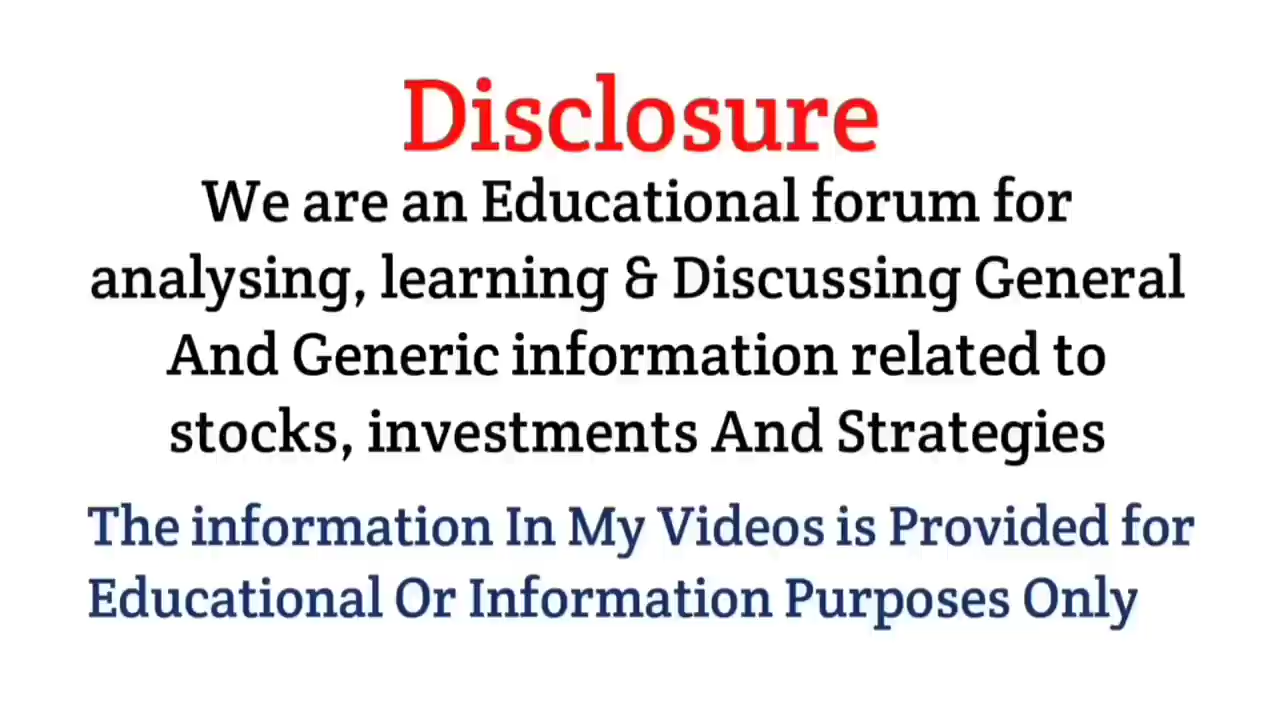 Disclosure
We are an Educational forum for
analysing, learning & Discussing General
And Generic information related to
stocks, investments And Strategies
The information In My Videos is Provided for
Educational Or Information Purposes Only